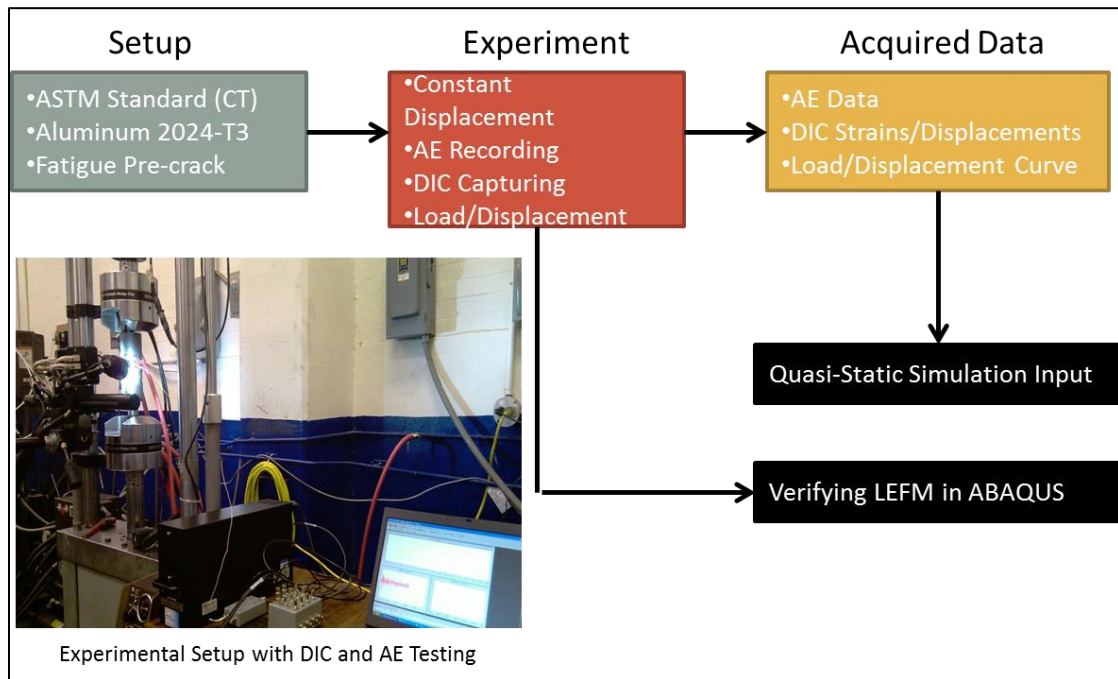 Setup
Experiment
Acquired Data
•ASTM Standard (CT)
•Aluminum 2024-T3
•Fatigue Pre-crack
•Constant
Displacement
•AE Recording
•DIC Capturing
•Load/Displacement
•AE Data
•DIC Strains/Displacements
•Load/Displacement Curve
Quasi-Static Simulation Input
Verifying LEFM in ABAQUS
Experimental Setup with DIC and AE Testing